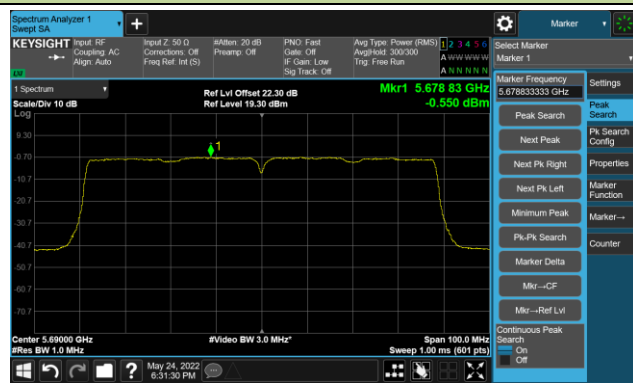 Spectrum Analyzer 1
Swept SA
KEYSIGHT
Input: RF
Coupling: AC
Align: Auto
Input Z: 50 Ω
Corrections: Off
Freq Ref: Int (S)
#Atten: 20 dB
Preamp: Off
PNO: Fast
Gate: Off
IF Gain: Low
Sig Track: Off
Avg Type: Power (RMS)
Avg|Hold: 300/300
Trig: Free Run
1 2 3 4 5 6
A W W W W W
A N N N N N
LXI
1 Spectrum
Scale/Div 10 dB
Log
Ref Lvl Offset 22.30 dB
Ref Level 19.30 dBm
Mkr1 5.678 83 GHz
-0.550 dBm
1
9.30
-0.70
-10.7
-20.7
-30.7
-40.7
-50.7
-60.7
-70.7
Center 5.69000 GHz
#Res BW 1.0 MHz
#Video BW 3.0 MHz*
Span 100.0 MHz
Sweep 1.00 ms (601 pts)
?
May 24, 2022
6:31:30 PM
Marker
Select Marker
Marker 1
Marker Frequency
5.678833333 GHz
Peak Search
Next Peak
Next Pk Right
Next Pk Left
Minimum Peak
Pk-Pk Search
Marker Delta
Mkr→CF
Mkr→Ref Lvl
Continuous Peak
Search
On
Off
Settings
Peak
Search
Pk Search
Config
Properties
Marker
Function
Marker→
Counter